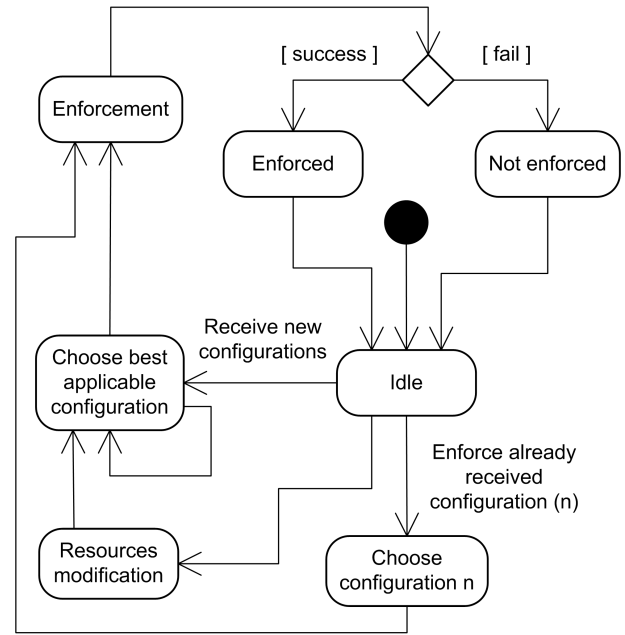 [ success ]
[ fail ]
Enforcement
Enforced
Not enforced
Receive new
configurations
Choose best
applicable
configuration
Idle
Enforce already
received
configuration (n)
Resources
modification
Choose
configuration n